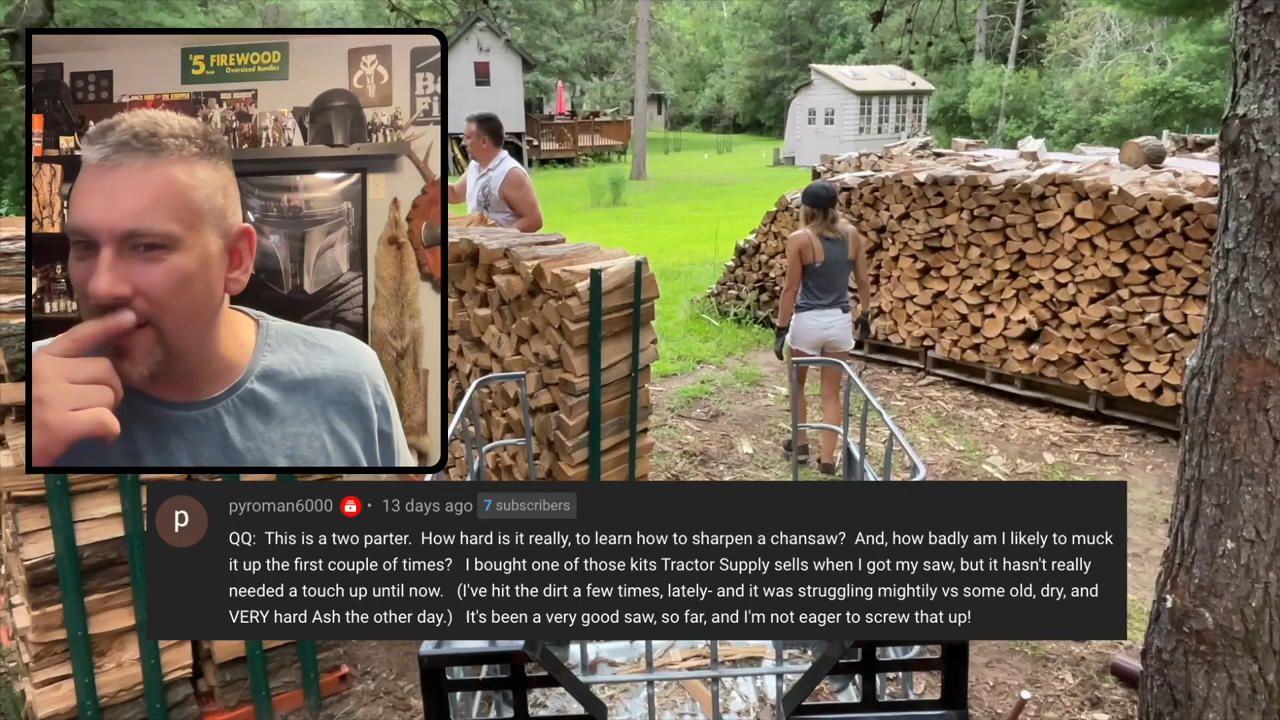 $5 FIREWOOD
Each Oversized Bundles
p
pyroman6000 • 13 days ago 7 subscribers
QQ: This is a two parter. How hard is it really, to learn how to sharpen a chansaw? And, how badly am I likely to muck
it up the first couple of times? I bought one of those kits Tractor Supply sells when I got my saw, but it hasn't really
needed a touch up until now. (I've hit the dirt a few times, lately- and it was struggling mightily vs some old, dry, and
VERY hard Ash the other day.) It's been a very good saw, so far, and I'm not eager to screw that up!